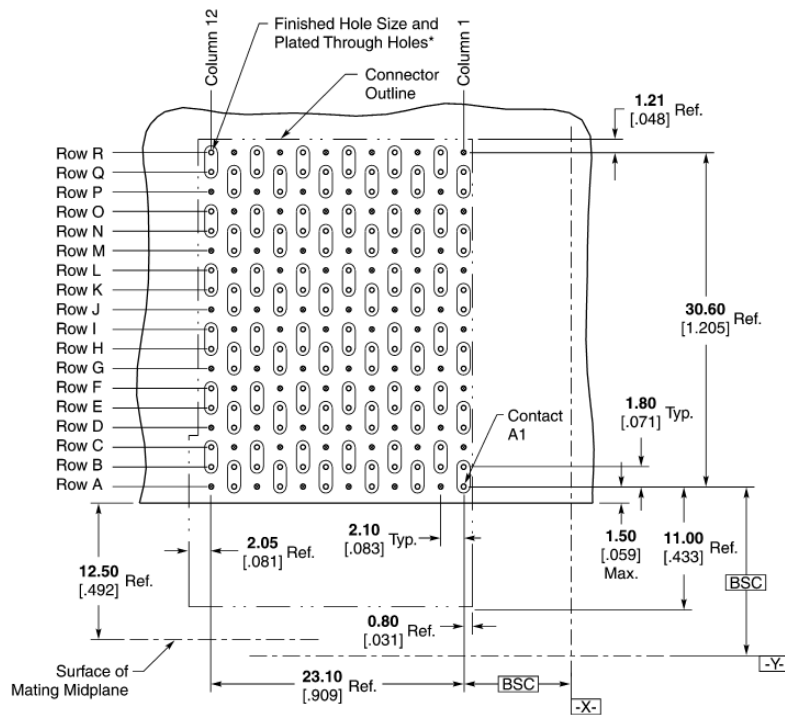 Column 12
Finished Hole Size and
Plated Through Holes*
Column 1
Connector
Outline
1.21
[.048]
Ref.
Row R
Row Q
Row P
Row O
Row N
Row M
Row L
Row K
Row J
Row I
Row H
Row G
Row F
Row E
Row D
Row C
Row B
Row A
30.60
[1.205]
Ref.
1.80
[.071]
Typ.
Contact
A1
12.50
[.492]
Ref.
2.05
[.081]
Ref.
2.10
[.083]
Typ.
1.50
[.059]
Max.
11.00
[.433]
Ref.
BSC
0.80
[.031]
Ref.
Surface of
Mating Midplane
23.10
[.909]
Ref.
BSC
-Y-
-X-